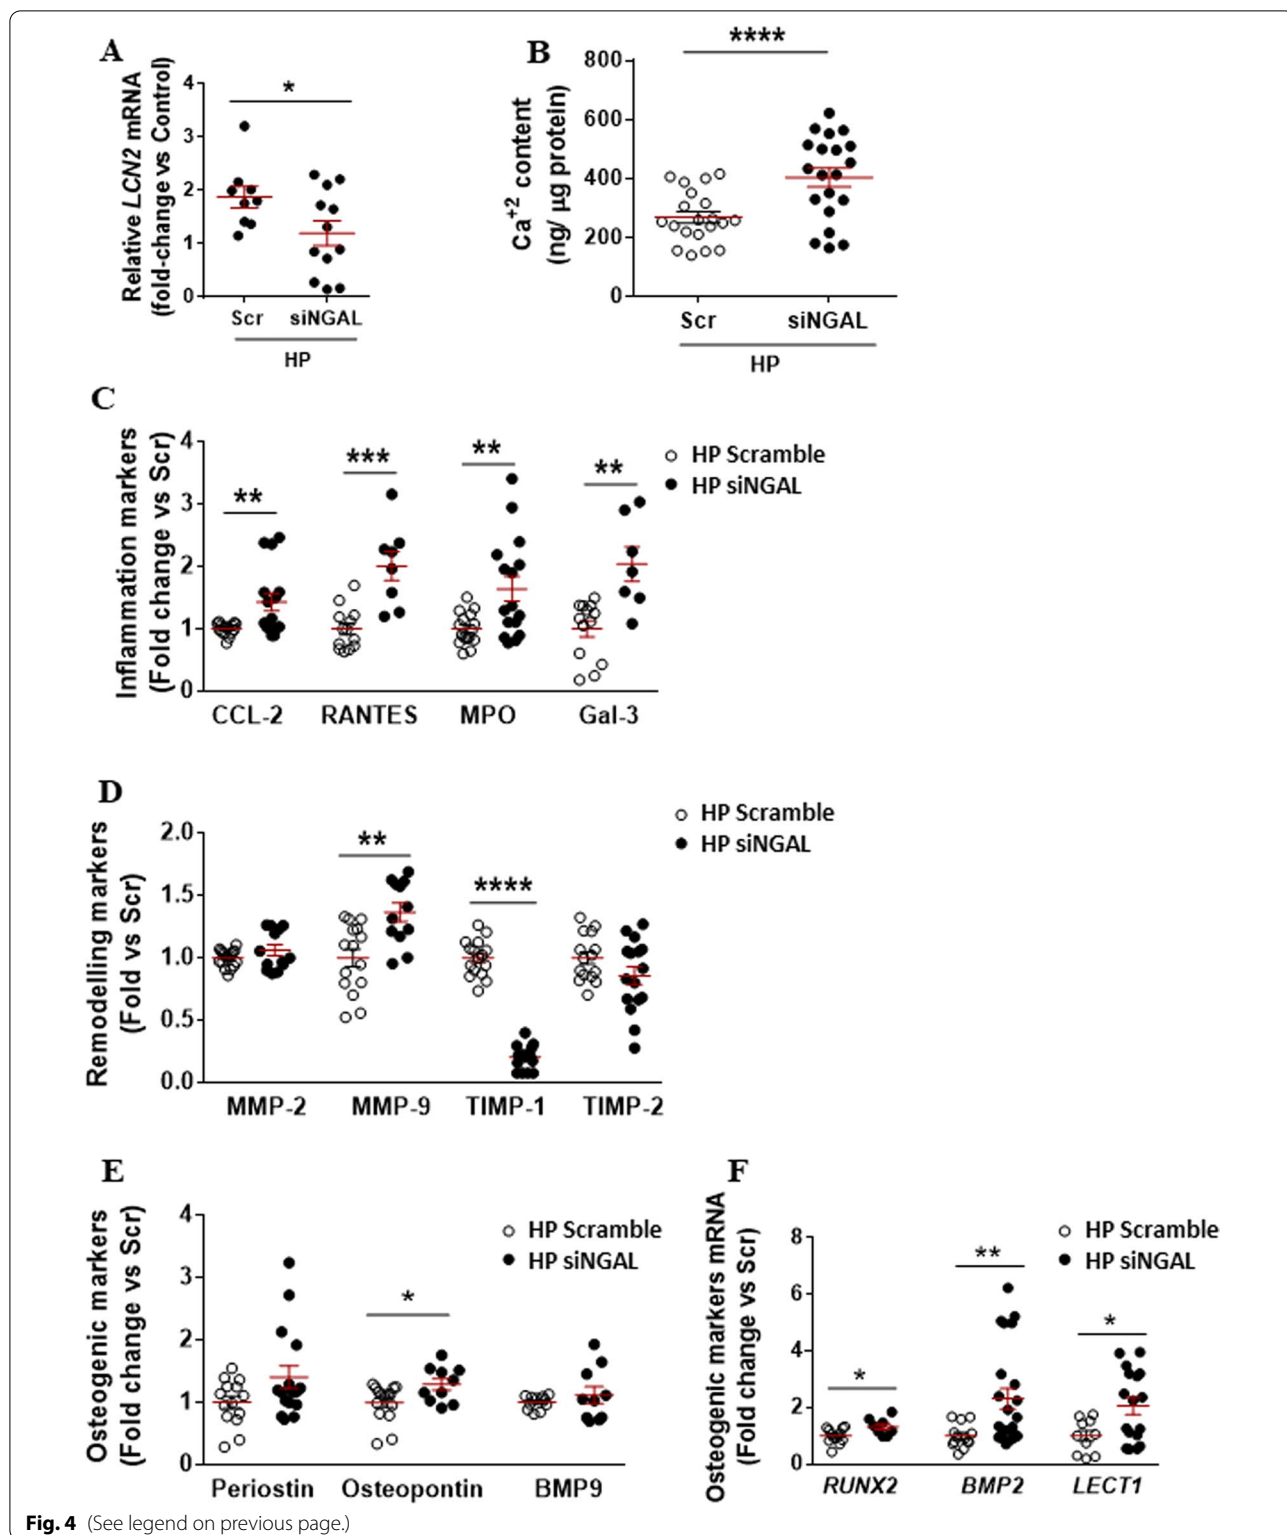 A
Relative LCN2 mRNA
(fold-change vs Control)
4
3
2
1
0
*
Scr
siNGAL
HP
B
Ca+2 content
(ng/ µg protein)
800
600
400
200
0
****
Scr
siNGAL
HP
C
Inflammation markers
(Fold change vs Scr)
4
3
2
1
0
**
***
**
**
HP Scramble
HP siNGAL
CCL-2
RANTES
MPO
Gal-3
D
Remodelling markers
(Fold vs Scr)
2.0
1.5
1.0
0.5
0.0
**
****
HP Scramble
HP siNGAL
MMP-2
MMP-9
TIMP-1
TIMP-2
E
Osteogenic markers
(Fold change vs Scr)
4
3
2
1
0
*
HP Scramble
HP siNGAL
Periostin
Osteopontin
BMP9
F
Osteogenic markers mRNA
(Fold change vs Scr)
8
6
4
2
0
*
**
*
HP Scramble
HP siNGAL
RUNX2
BMP2
LECT1
Fig. 4 (See legend on previous page.)